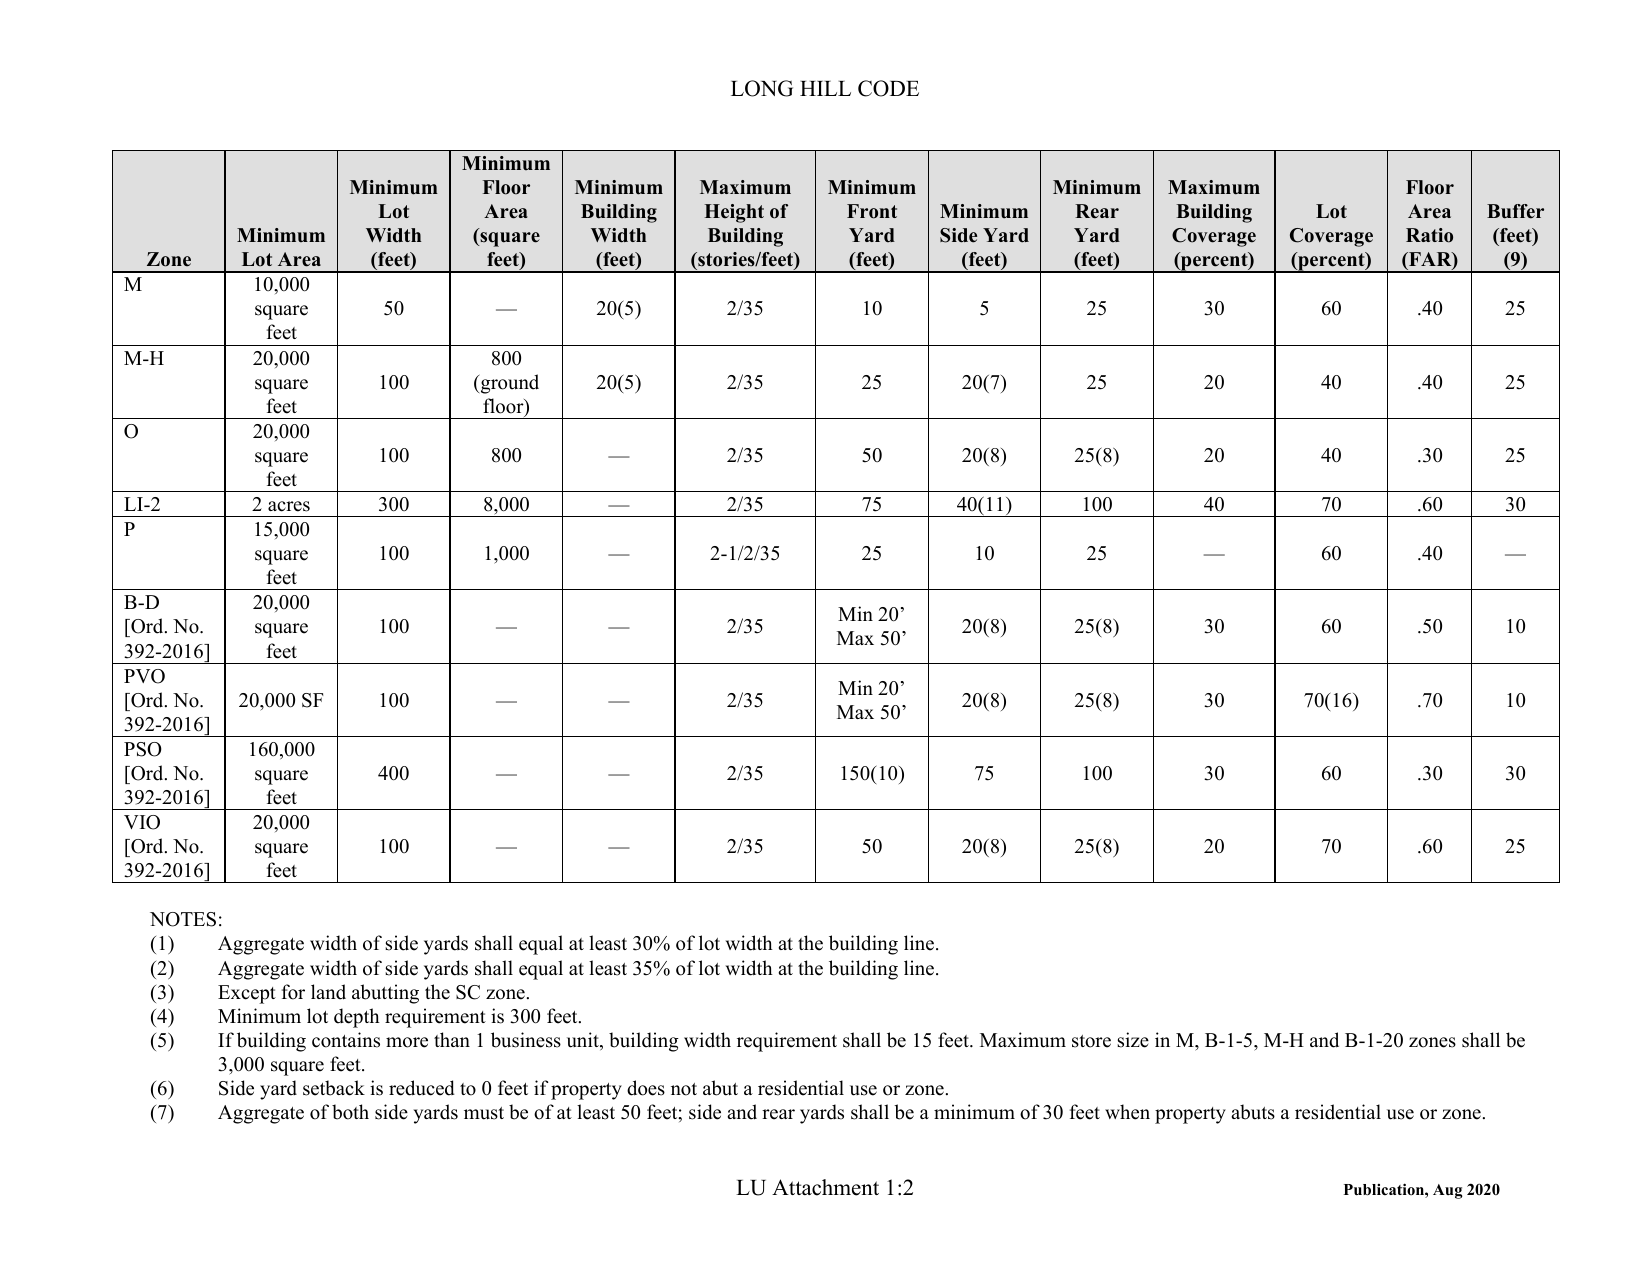 LONG HILL CODE
Zone
Minimum
Lot Area
Minimum
Lot
Width
(feet)
Minimum
Floor
Area
(square
feet)
Minimum
Building
Width
(feet)
Maximum
Height of
Building
(stories/feet)
Minimum
Front
Yard
(feet)
Minimum
Side Yard
(feet)
Minimum
Rear
Yard
(feet)
Maximum
Building
Coverage
(percent)
Lot
Coverage
(percent)
Floor
Area
Ratio
(FAR)
Buffer
(feet)
(9)
M
10,000
square
feet
50
—
20(5)
2/35
10
5
25
30
60
.40
25
M-H
20,000
square
feet
100
800
(ground
floor)
20(5)
2/35
25
20(7)
25
20
40
.40
25
O
20,000
square
feet
100
800
—
2/35
50
20(8)
25(8)
20
40
.30
25
LI-2
2 acres
300
8,000
—
2/35
75
40(11)
100
40
70
.60
30
P
15,000
square
feet
100
1,000
—
2-1/2/35
25
10
25
—
60
.40
—
B-D
[Ord. No.
392-2016]
20,000
square
feet
100
—
—
2/35
Min 20’
Max 50’
20(8)
25(8)
30
60
.50
10
PVO
[Ord. No.
392-2016]
20,000 SF
100
—
—
2/35
Min 20’
Max 50’
20(8)
25(8)
30
70(16)
.70
10
PSO
[Ord. No.
392-2016]
160,000
square
feet
400
—
—
2/35
150(10)
75
100
30
60
.30
30
VIO
[Ord. No.
392-2016]
20,000
square
feet
100
—
—
2/35
50
20(8)
25(8)
20
70
.60
25
NOTES:
(1) Aggregate width of side yards shall equal at least 30% of lot width at the building line.
(2) Aggregate width of side yards shall equal at least 35% of lot width at the building line.
(3) Except for land abutting the SC zone.
(4) Minimum lot depth requirement is 300 feet.
(5) If building contains more than 1 business unit, building width requirement shall be 15 feet. Maximum store size in M, B-1-5, M-H and B-1-20 zones shall be
3,000 square feet.
(6) Side yard setback is reduced to 0 feet if property does not abut a residential use or zone.
(7) Aggregate of both side yards must be of at least 50 feet; side and rear yards shall be a minimum of 30 feet when property abuts a residential use or zone.
LU Attachment 1:2
Publication, Aug 2020